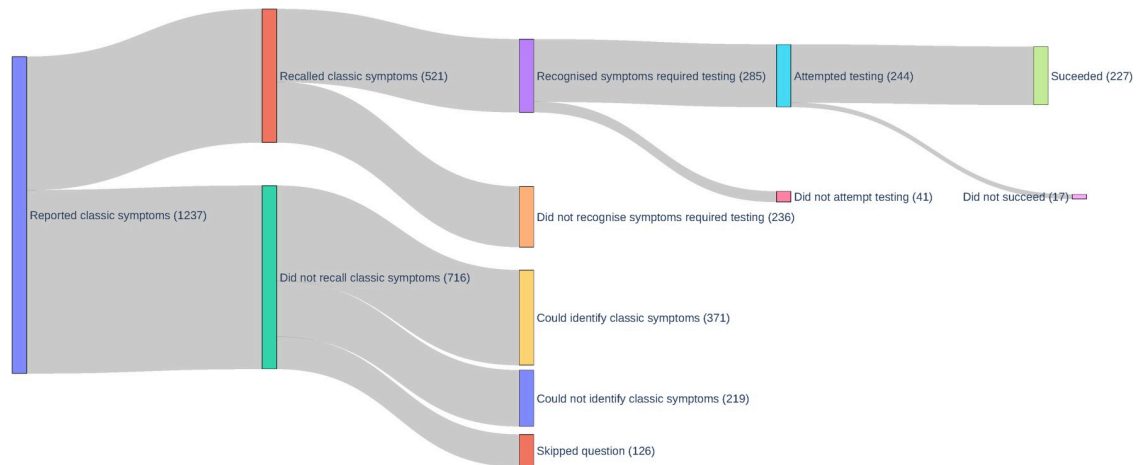 Recalled classic symptoms (521)
Recognised symptoms required testing (285)
Attempted testing (244)
Suceeded (227)
Did not attempt testing (41)
Did not succeed (17)
Reported classic symptoms (1237)
Did not recognise symptoms required testing (236)
Did not recall classic symptoms (716)
Could identify classic symptoms (371)
Could not identify classic symptoms (219)
Skipped question (126)